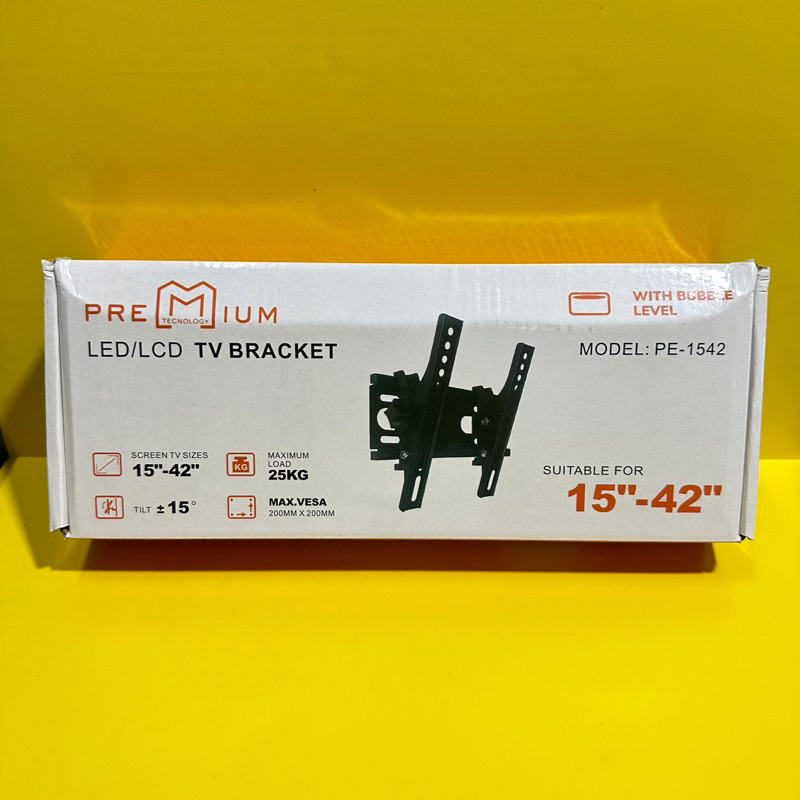 PREMIUM
TECNOLOGY
LED/LCD TV BRACKET
WITH BUBBLE
LEVEL
MODEL: PE-1542
SCREEN TV SIZES
15"-42"
KG
MAXIMUM
LOAD
25KG
TILT ±15°
MAX.VESA
200MM X 200MM
SUITABLE FOR
15"-42"